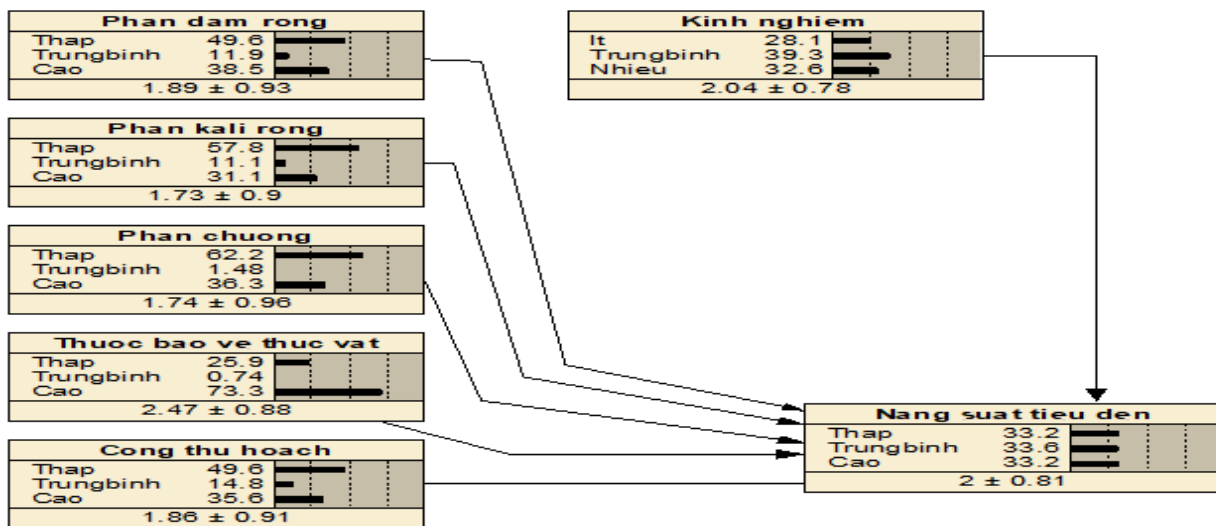 Phan dam rong
Thap 49.6
Trungbinh 11.9
Cao 38.5
1.89 ± 0.93
Kinh nghiem
It 28.1
Trungbinh 39.3
Nhieu 32.6
2.04 ± 0.78
Phan kali rong
Thap 57.8
Trungbinh 11.1
Cao 31.1
1.73 ± 0.9
Phan chuong
Thap 62.2
Trungbinh 1.48
Cao 36.3
1.74 ± 0.96
Thuoc bao ve thuc vat
Thap 25.9
Trungbinh 0.74
Cao 73.3
2.47 ± 0.88
Cong thu hoach
Thap 49.6
Trungbinh 14.8
Cao 35.6
1.86 ± 0.91
Nang suat tieu den
Thap 33.2
Trungbinh 33.6
Cao 33.2
2 ± 0.81